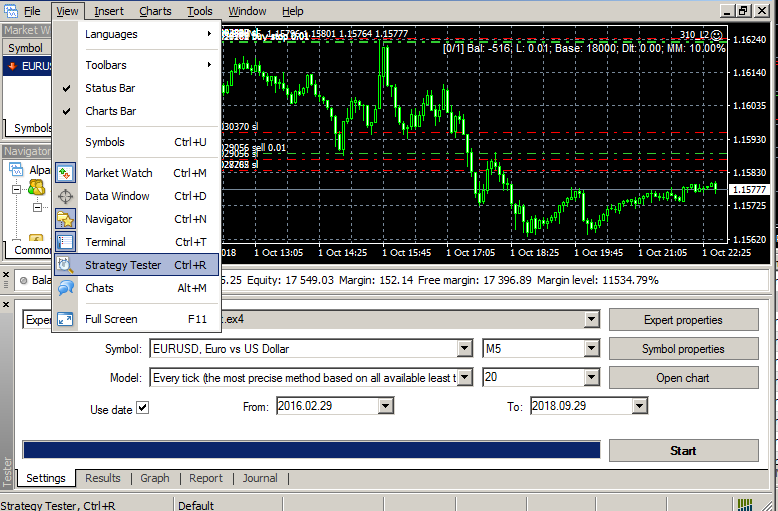 File View Insert Charts Tools Window Help
Market W
Symbol
EURUS
Symbols
Navigator
Alpa
Common
Languages
Toolbars
Status Bar
Charts Bar
Symbols Ctrl+U
Market Watch Ctrl+M
Data Window Ctrl+D
Navigator Ctrl+N
Terminal Ctrl+T
Strategy Tester Ctrl+R
Chats Alt+M
Full Screen F11
1.15801 1.15764 1.15777
310_L2
[0/1] Bal: -516, L: 0.01, Base: 18000, Dlt: 0.00, MM: 10.00%
30370 sl
29056 sell 0.01
29056 sl
1.16240
1.16140
1.16035
1.15930
1.15830
1.15777
1.15720
1.15620
018 1 Oct 13:05 1 Oct 14:25 1 Oct 15:45 1 Oct 17:05 1 Oct 18:25 1 Oct 19:45 1 Oct 21:05 1 Oct 22:25
Bala 5.25 Equity: 17 549.03 Margin: 152.14 Free margin: 17 396.89 Margin level: 11534.79%
Exper .ex4 Expert properties
Symbol: EURUSD, Euro vs US Dollar M5 Symbol properties
Model: Every tick (the most precise method based on all available least t 20 Open chart
Use date From: 2016.02.29 To: 2018.09.29
Start
Tester
Settings Results Graph Report Journal
Strategy Tester, Ctrl+R Default